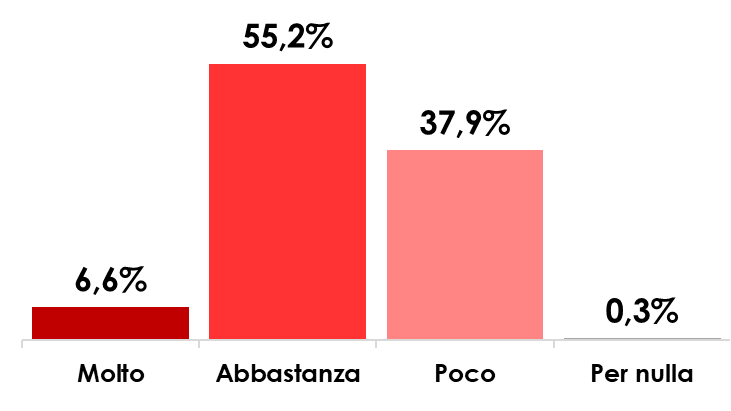 55,2%
37,9%
6,6%
0,3%
Molto
Abbastanza
Poco
Per nulla